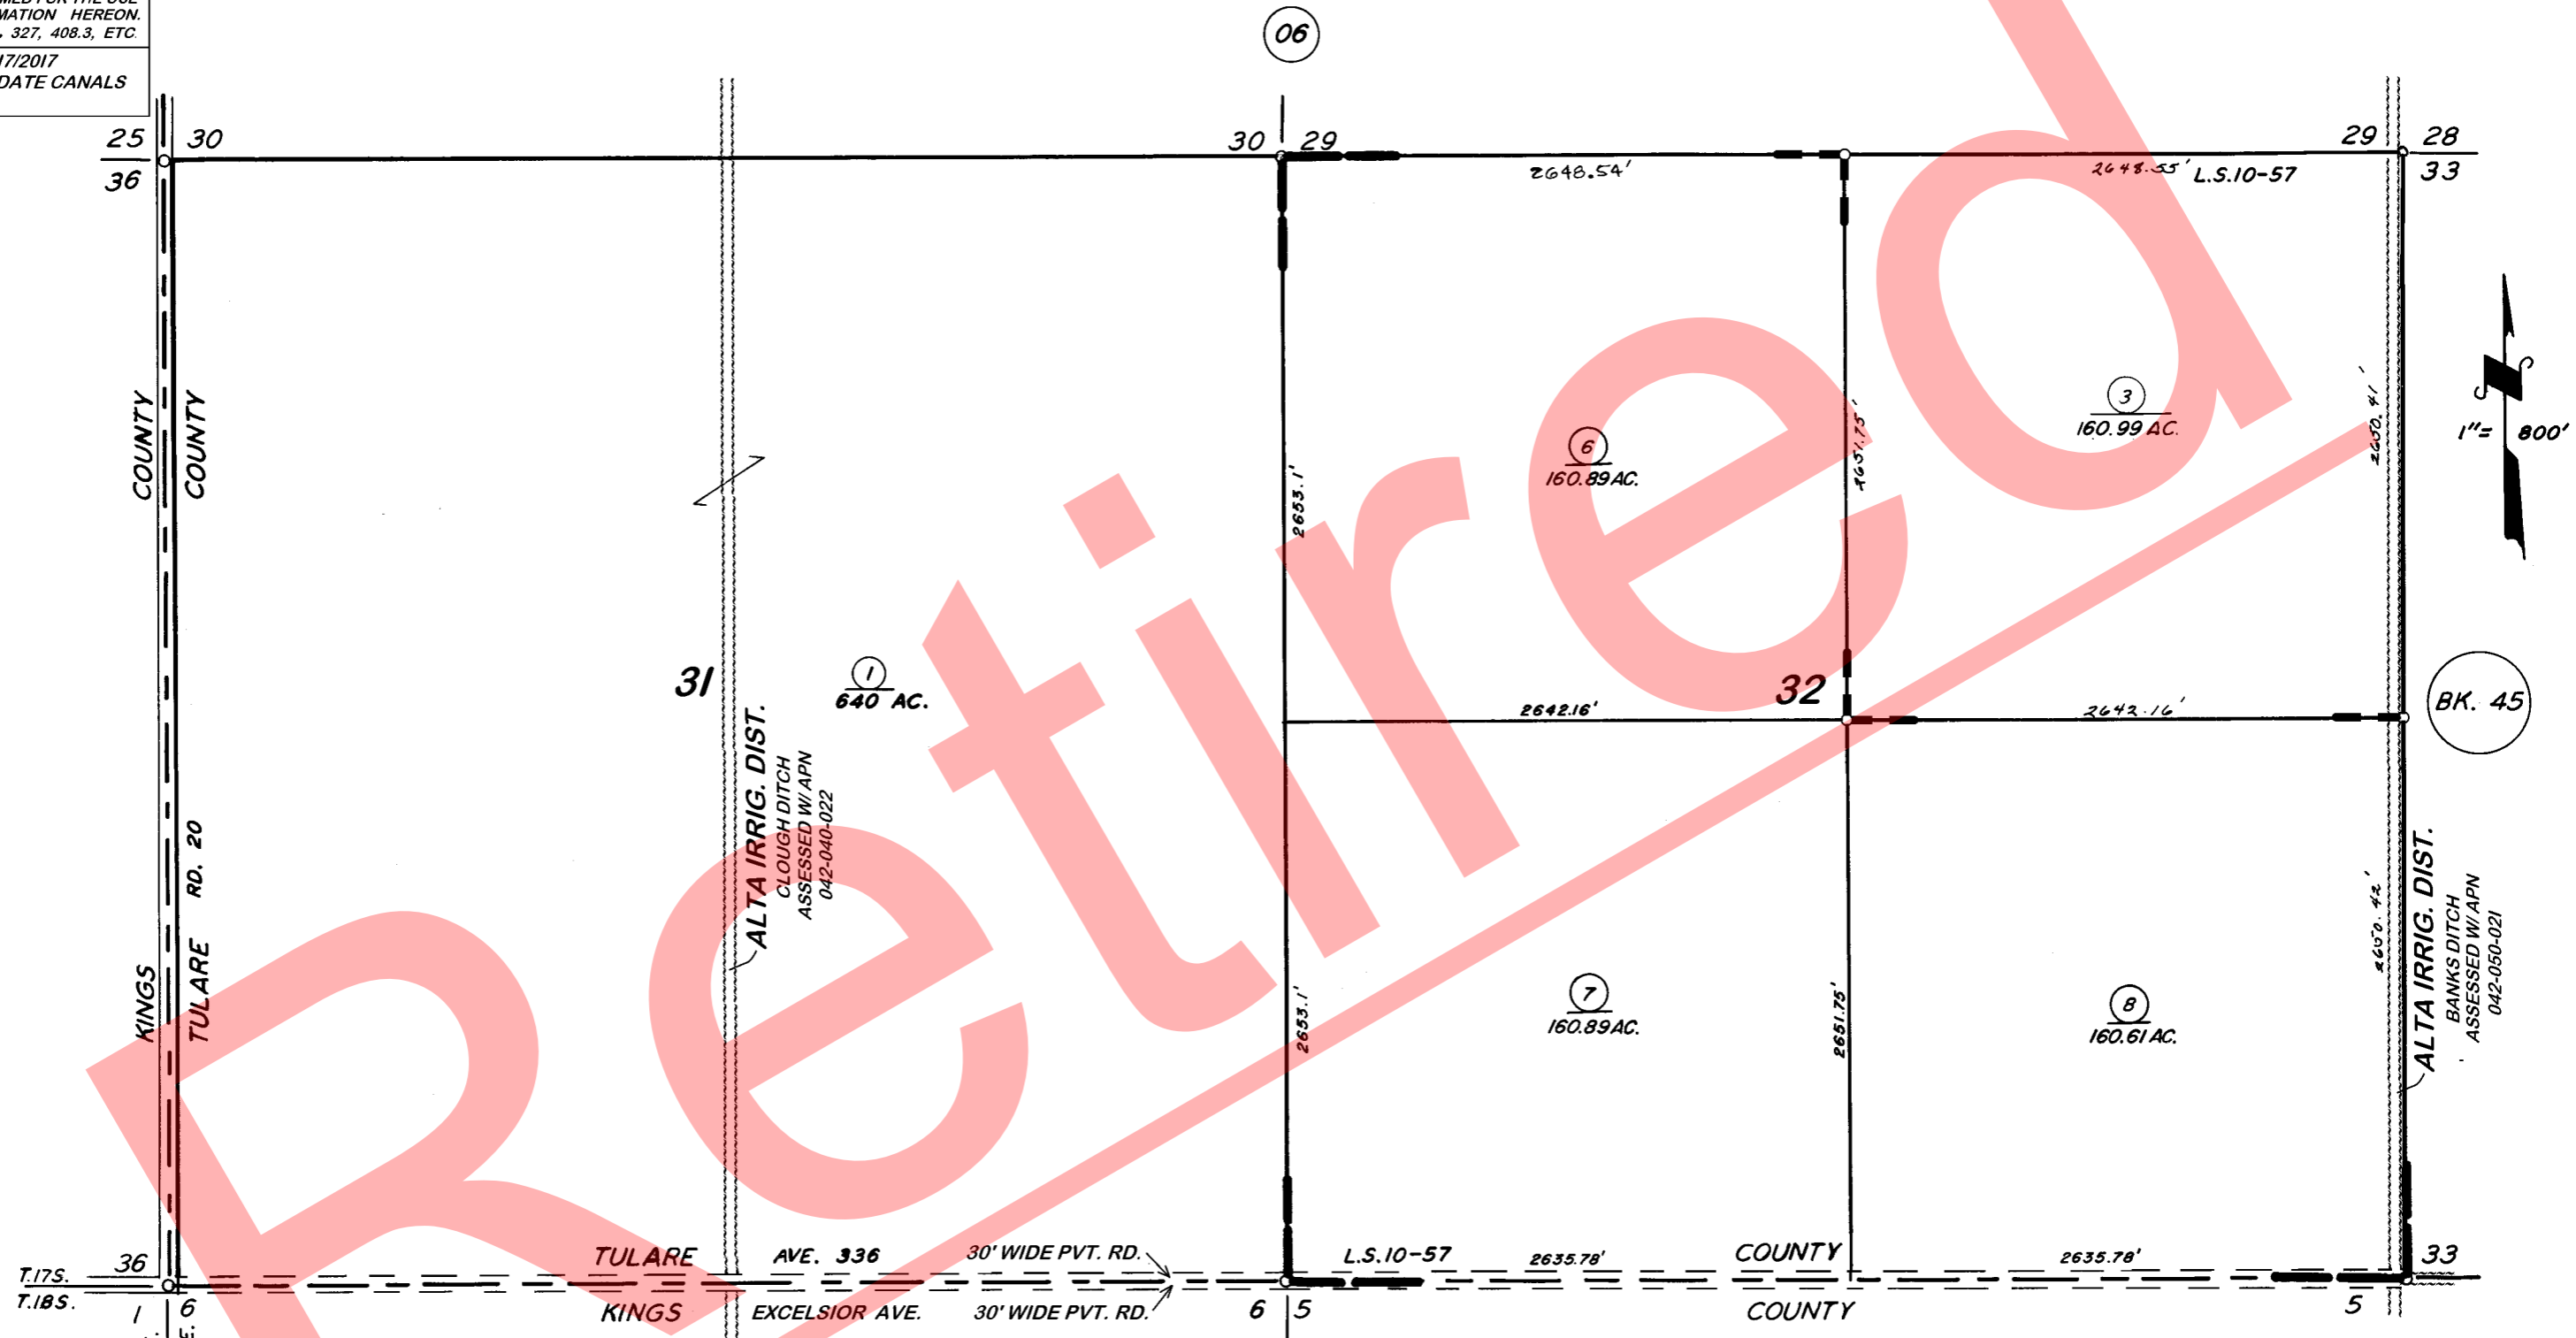 MATION HEREON.
327, 408.3, ETC.
17/2017
DATE CANALS
06
25 30
36
30 29
29 28
33
2648.54'
2648.55' L.S.10-57
COUNTY
COUNTY
2653.1'
6
160.89 AC.
2651.75'
3
160.99 AC.
2650.41'
1"= 800'
31
1
640 AC.
32
2642.16'
2642.16'
BK. 45
ALTA IRRIG. DIST.
CLOUGH DITCH
ASSESSED W/ APN
042-040-022
RD. 20
KINGS
TULARE
2653.1'
7
160.89 AC.
2651.75'
8
160.61 AC.
2650.42'
ALTA IRRIG. DIST.
BANKS DITCH
ASSESSED W/ APN
042-050-021
Retired
36
T.17S.
T.18S.
1 6
TULARE AVE. 336 30' WIDE PVT. RD.
L.S.10-57 2635.78' COUNTY 2635.78'
33
KINGS EXCELSIOR AVE. 30' WIDE PVT. RD.
6 5
COUNTY
5